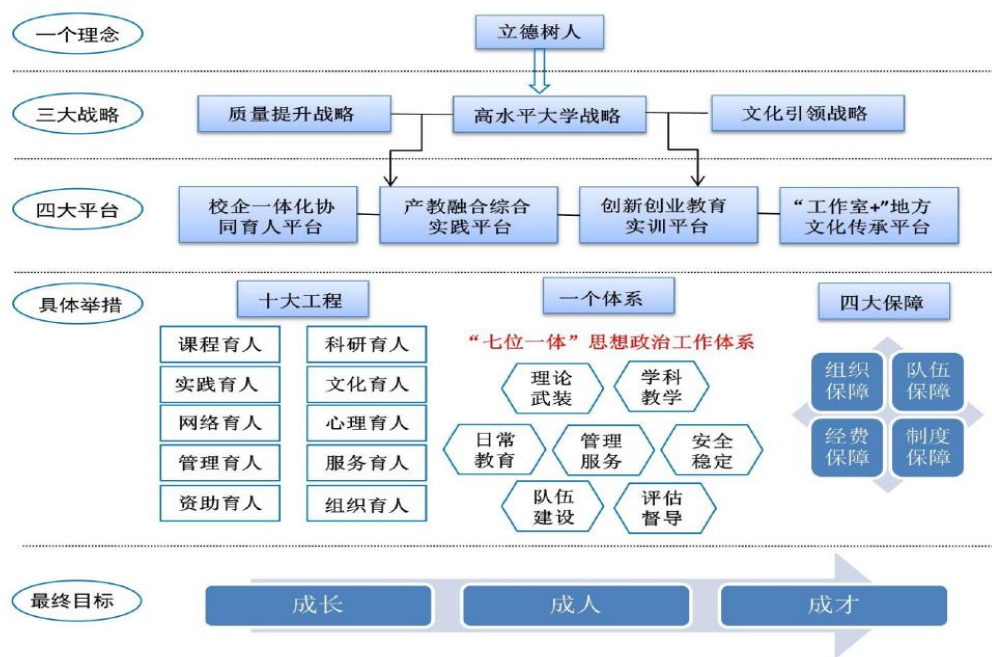 一个理念
立德树人
三大战略
质量提升战略
高水平大学战略
文化引领战略
四大平台
校企一体化协
同育人平台
产教融合综合
实践平台
创新创业教育
实训平台
“工作室+”地方
文化传承平台
具体举措
十大工程
课程育人
科研育人
实践育人
文化育人
网络育人
心理育人
管理育人
服务育人
资助育人
组织育人
一个体系
“七位一体”思想政治工作体系
理论
武装
学科
教学
日常
教育
管理
服务
安全
稳定
队伍
建设
评估
督导
四大保障
组织
保障
队伍
保障
经费
保障
制度
保障
最终目标
成长
成人
成才